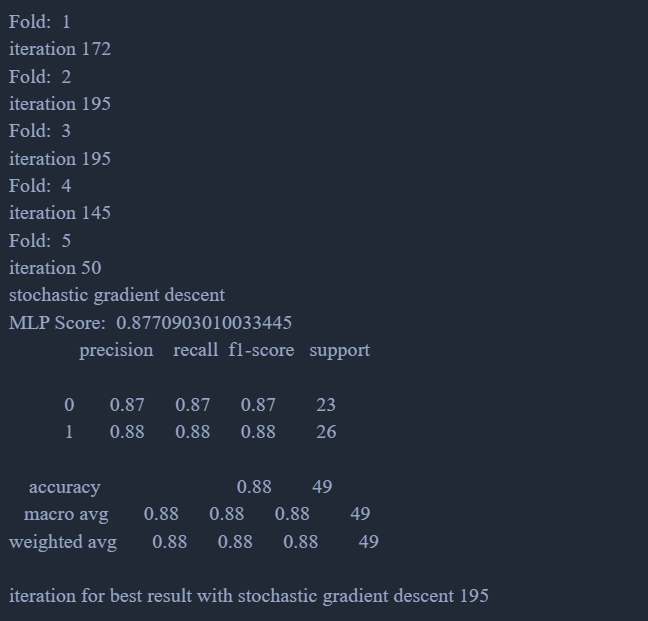 Fold:  1
iteration 172
Fold:  2
iteration 195
Fold:  3
iteration 195
Fold:  4
iteration 145
Fold:  5
iteration 50
stochastic gradient descent
MLP Score:  0.8770903010033445
precision    recall  f1-score   support
0       0.87      0.87      0.87        23
1       0.88      0.88      0.88        26
accuracy                           0.88        49
macro avg       0.88      0.88      0.88        49
weighted avg       0.88      0.88      0.88        49
iteration for best result with stochastic gradient descent 195